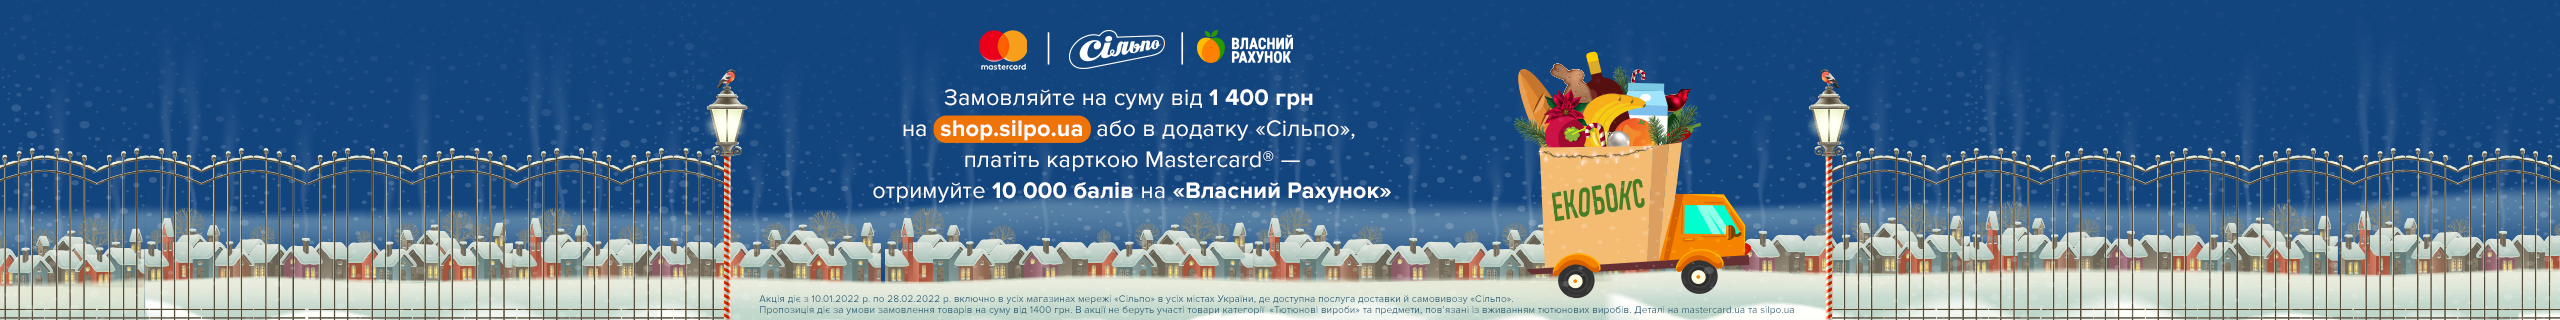 mastercard
Сільпо
ВЛАСНИЙ
РАХУНОК
Замовляйте на суму від 1 400 грн
на shop.silpo.ua або в додатку «Сільпо»,
платіть карткою Mastercard® —
отримуйте 10 000 балів на «Власний Рахунок»
ЕКОБОКС
Акція діє з 10.01.2022 р. по 28.02.2022 р. включно в усіх магазинах мережі «Сільпо» в усіх містах України, де доступна послуга доставки й самовивозу «Сільпо».
Пропозиція діє за умови замовлення товарів на суму від 1400 грн. В акції не беруть участі товари категорії «Тютюнові вироби» та предмети, пов’язані із вживанням тютюнових виробів. Деталі на mastercard.ua та silpo.ua